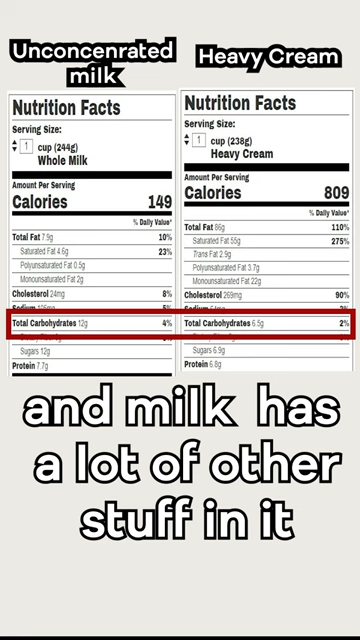 Unconcenrated
milk
Heavy Cream
Nutrition Facts
Serving Size:
1 cup (244g)
Whole Milk
Amount Per Serving
Calories 149
% Daily Value*
Total Fat 7.9g 10%
Saturated Fat 4.6g 23%
Polyunsaturated Fat 0.5g
Monounsaturated Fat 2g
Cholesterol 24mg 8%
Total Carbohydrates 12g 4%
Sugars 12g
Protein 7.7g
Nutrition Facts
Serving Size:
1 cup (238g)
Heavy Cream
Amount Per Serving
Calories 809
% Daily Value*
Total Fat 86g 110%
Saturated Fat 55g 275%
Trans Fat 2.9g
Polyunsaturated Fat 3.7g
Monounsaturated Fat 22g
Cholesterol 269mg 90%
Total Carbohydrates 6.5g 2%
Sugars 6.9g
Protein 6.8g
and milk has
a lot of other
stuff in it